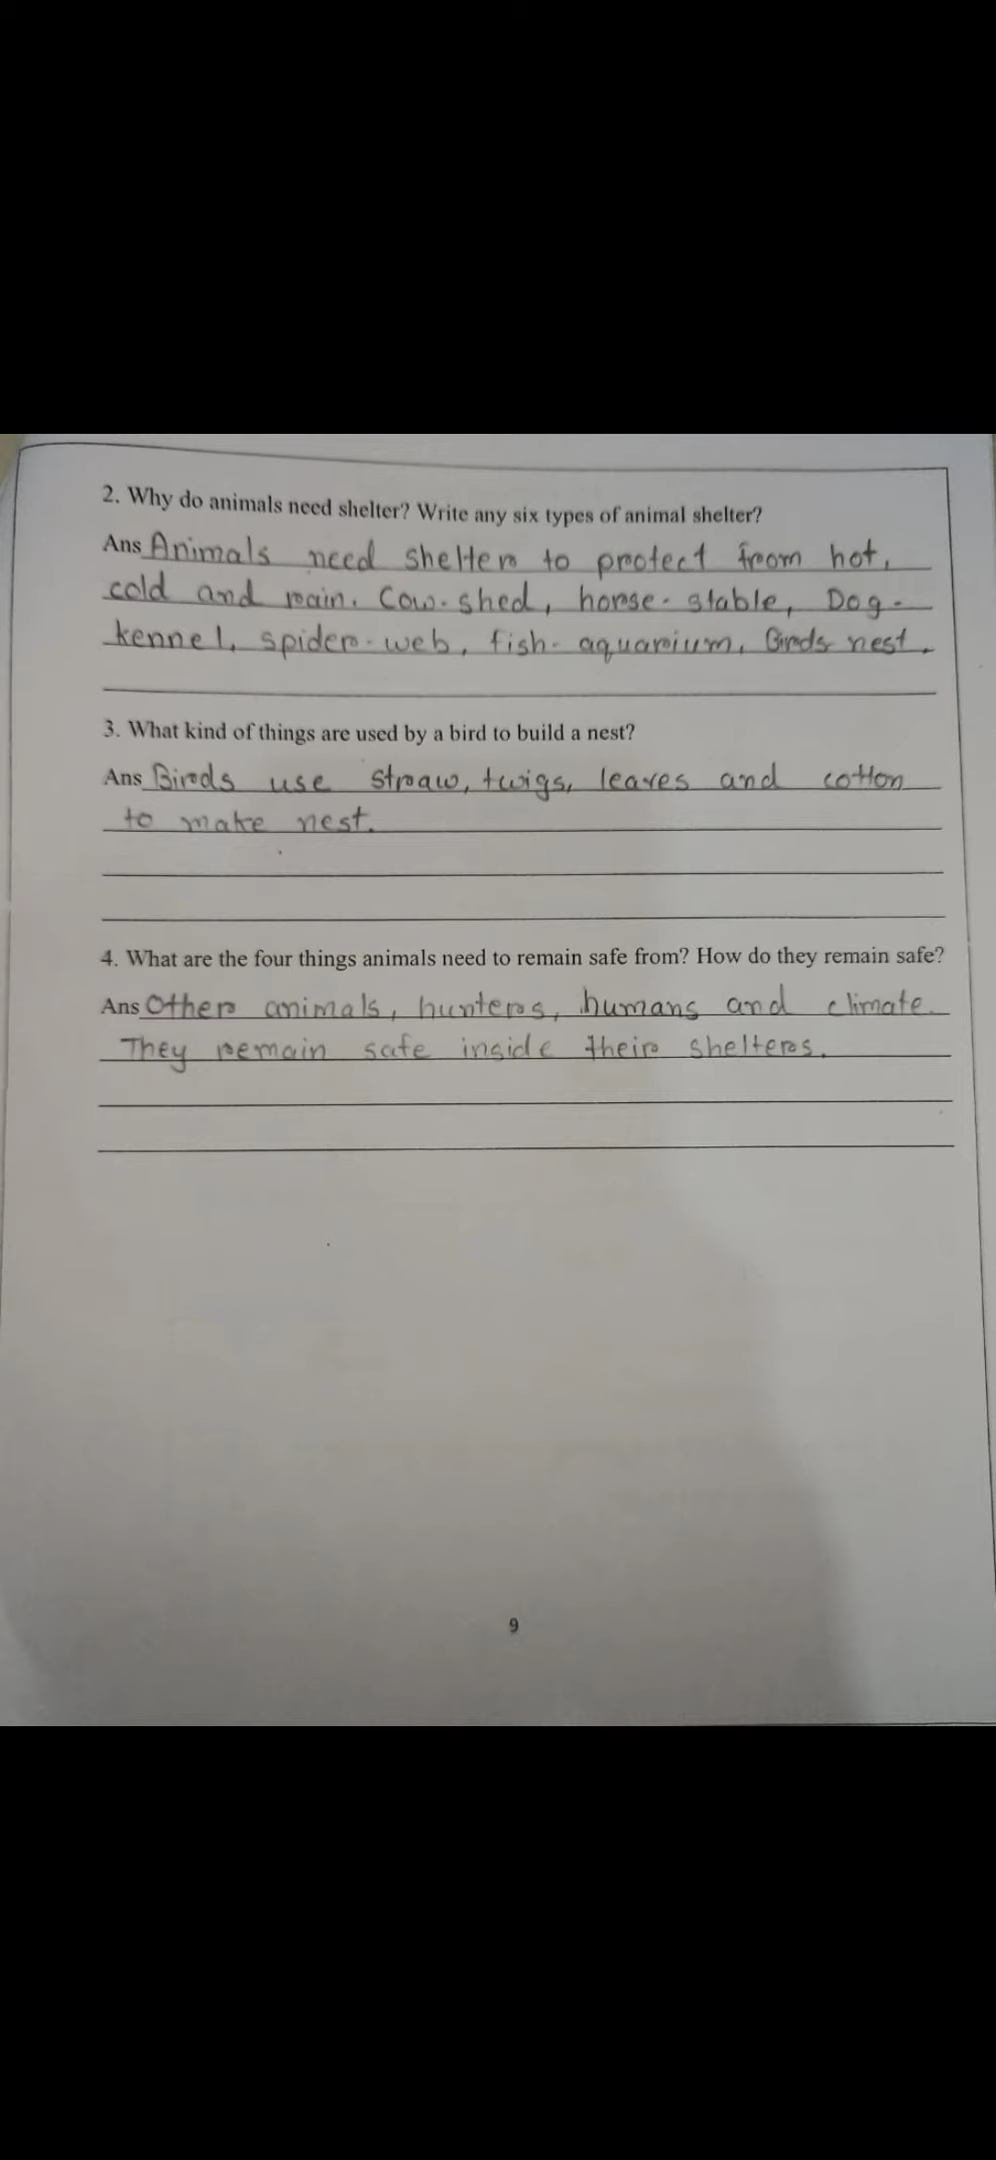 2. Why do animals need shelter? Write any six types of animal shelter?
Ans Animals need shelter to protect from hot,
cold and rain. Cow-shed, horse-stable, Dog-
kennel, spider-web, fish-aquarium, Birds nest.
3. What kind of things are used by a bird to build a nest?
Ans Birds use straw, twigs, leaves and cotton
to make nest.
4. What are the four things animals need to remain safe from? How do they remain safe?
Ans Other animals, hunters, humans and climate.
They remain safe inside their shelters.
9